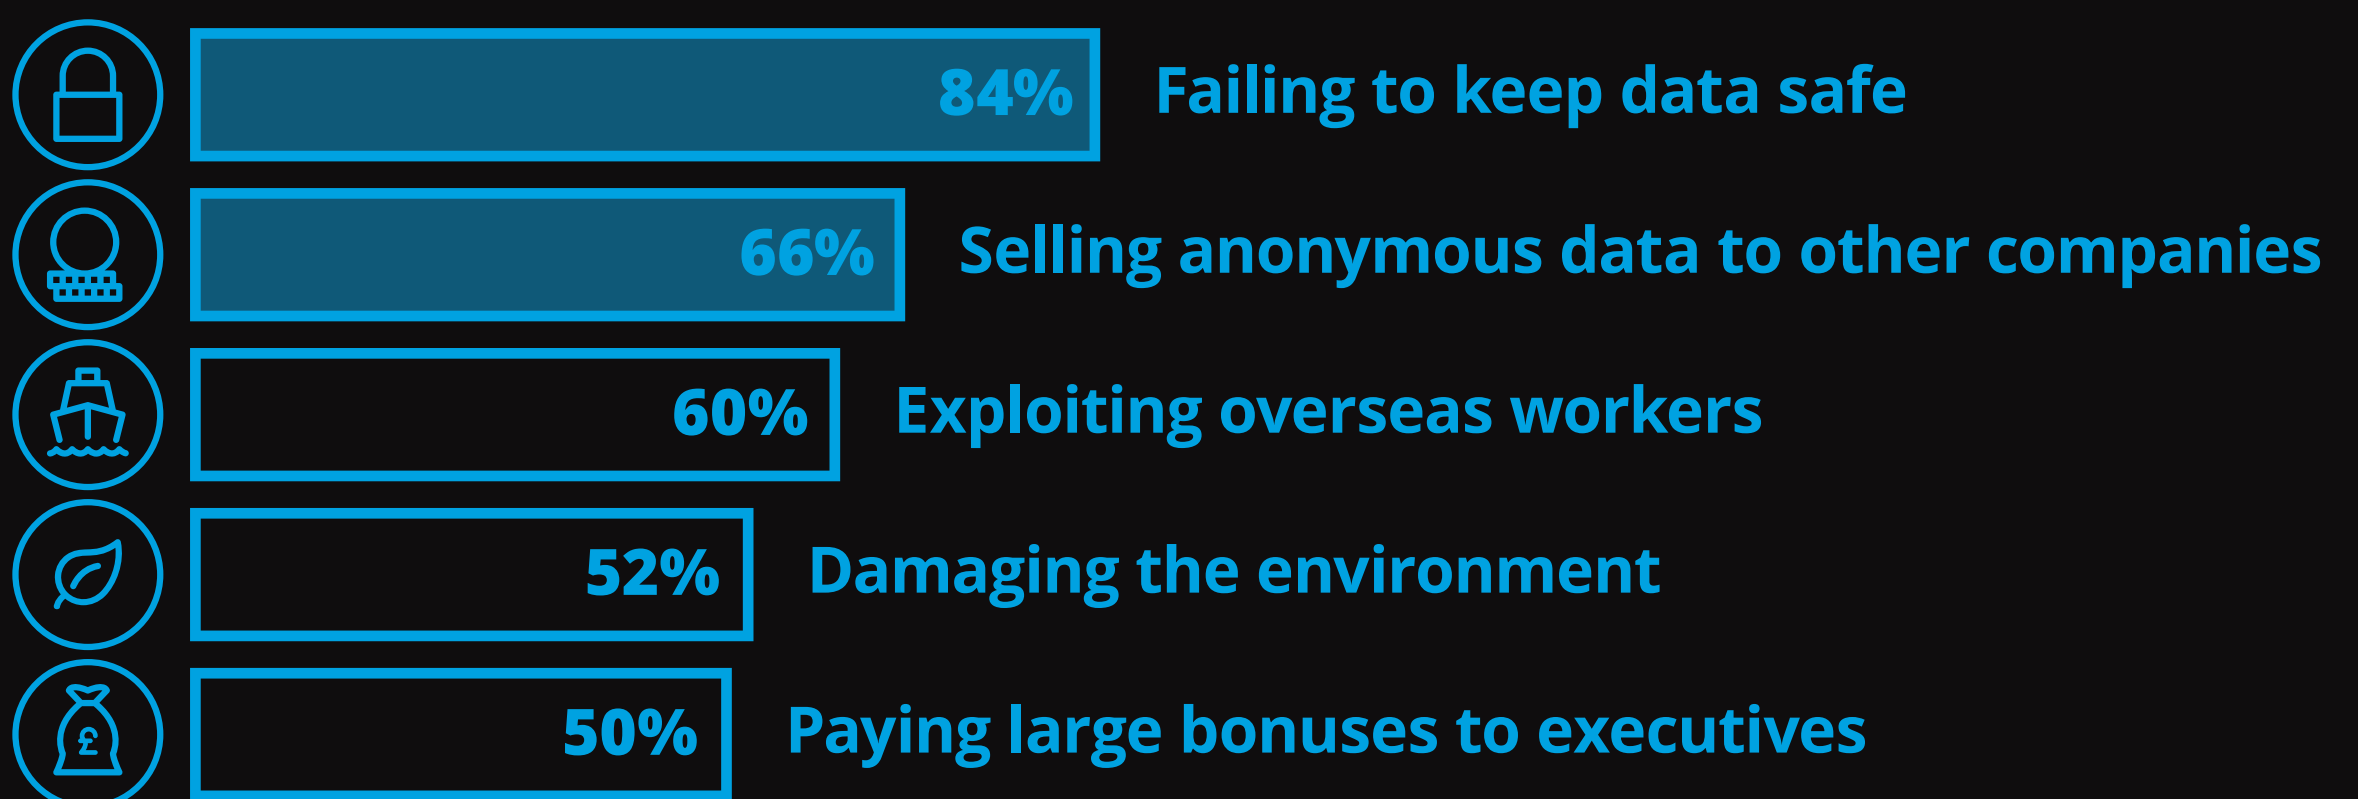 84% Failing to keep data safe
66% Selling anonymous data to other companies
60% Exploiting overseas workers
52% Damaging the environment
£
50% Paying large bonuses to executives